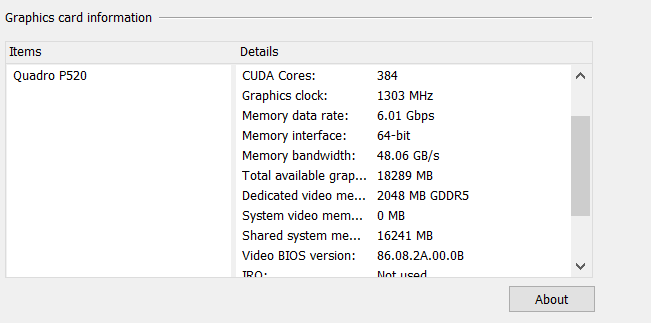 Graphics card information
Items Details
Quadro P520 CUDA Cores: 384
Graphics clock: 1303 MHz
Memory data rate: 6.01 Gbps
Memory interface: 64-bit
Memory bandwidth: 48.06 GB/s
Total available grap... 18289 MB
Dedicated video me... 2048 MB GDDR5
System video mem... 0 MB
Shared system me... 16241 MB
Video BIOS version: 86.08.2A.00.0B
IRQ: Not used
About